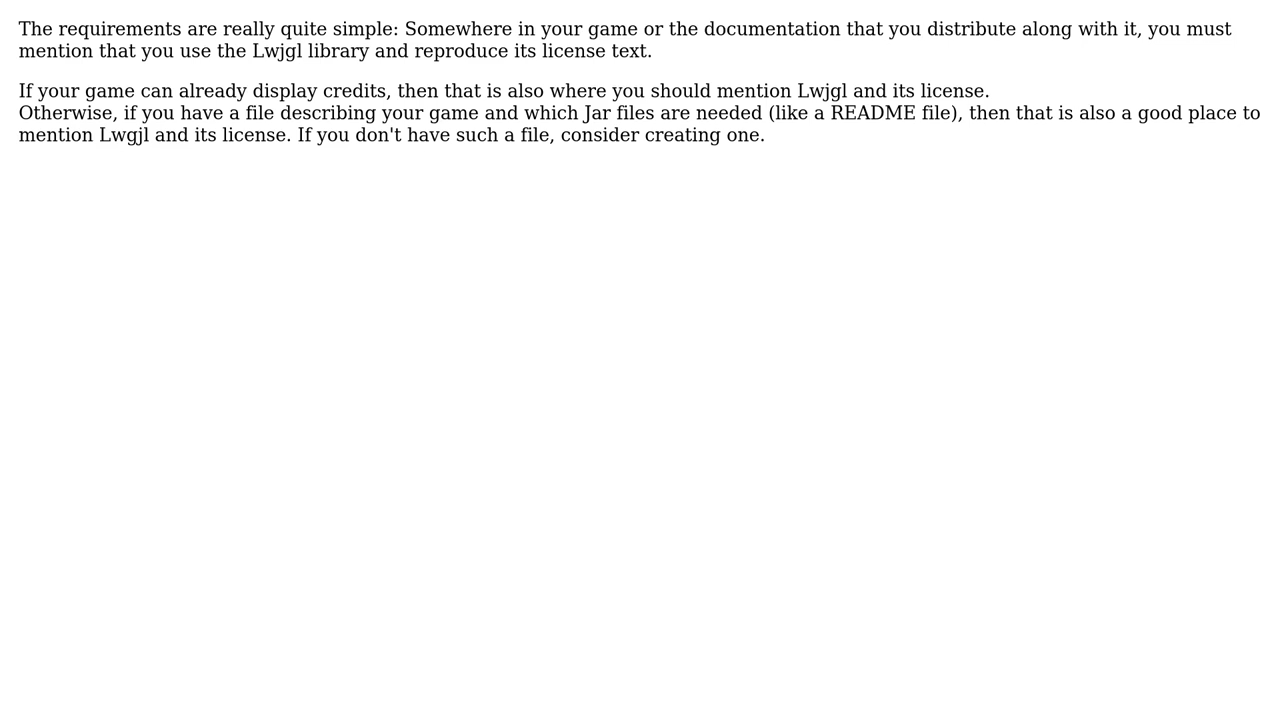 The requirements are really quite simple: Somewhere in your game or the documentation that you distribute along with it, you must
mention that you use the Lwjgl library and reproduce its license text.
If your game can already display credits, then that is also where you should mention Lwjgl and its license.
Otherwise, if you have a file describing your game and which Jar files are needed (like a README file), then that is also a good place to
mention Lwgjl and its license. If you don't have such a file, consider creating one.